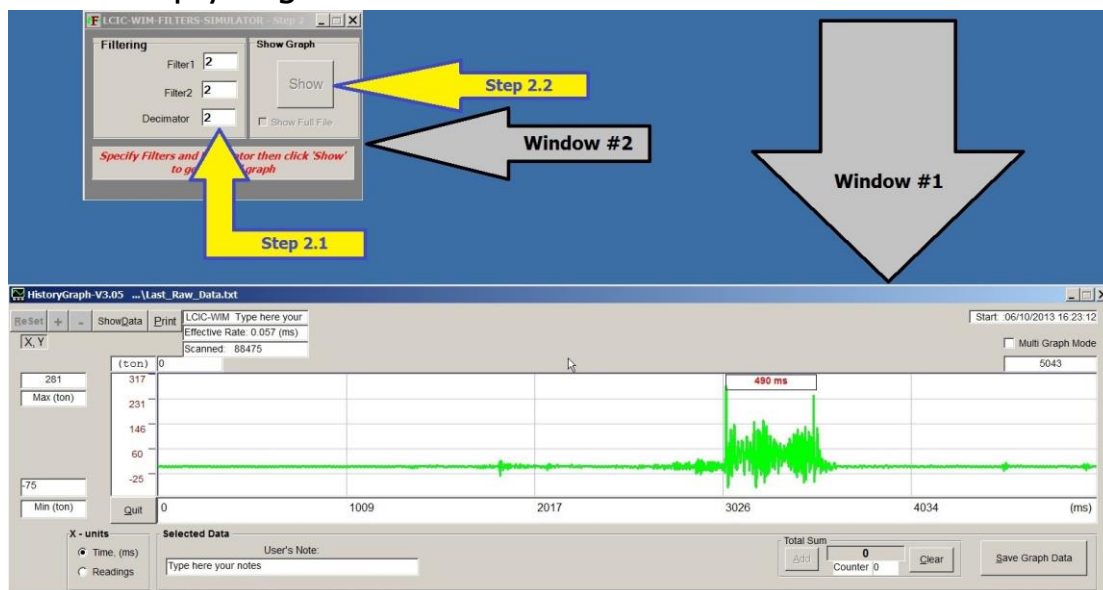 LCIC-WIM-FILTERS-SIMULATOR - Step 2
Filtering
Show Graph
Filter1 2
Filter2 2
Decimator 2
Show
Show Full File
Step 2.2
Window #2
Window #1
Specify Filters and tor then click 'Show'
to g graph
Step 2.1
HistoryGraph-V3.05 ...\Last_Raw_Data.txt
ReSet + - ShowData Print
LCIC-WIM Type here your
Effective Rate: 0.057 (ms)
Scanned: 88475
Start :06/10/2013 16:23:12
X, Y
Multi Graph Mode
(ton) 0
5043
281
Max (ton)
317
231
146
60
-25
490 ms
-75
Min (ton)
Quit
0 1009 2017 3026 4034 (ms)
X - units
Time, (ms)
Readings
Selected Data
User's Note:
Type here your notes
Total Sum
Add
0
Counter 0
Clear
Save Graph Data